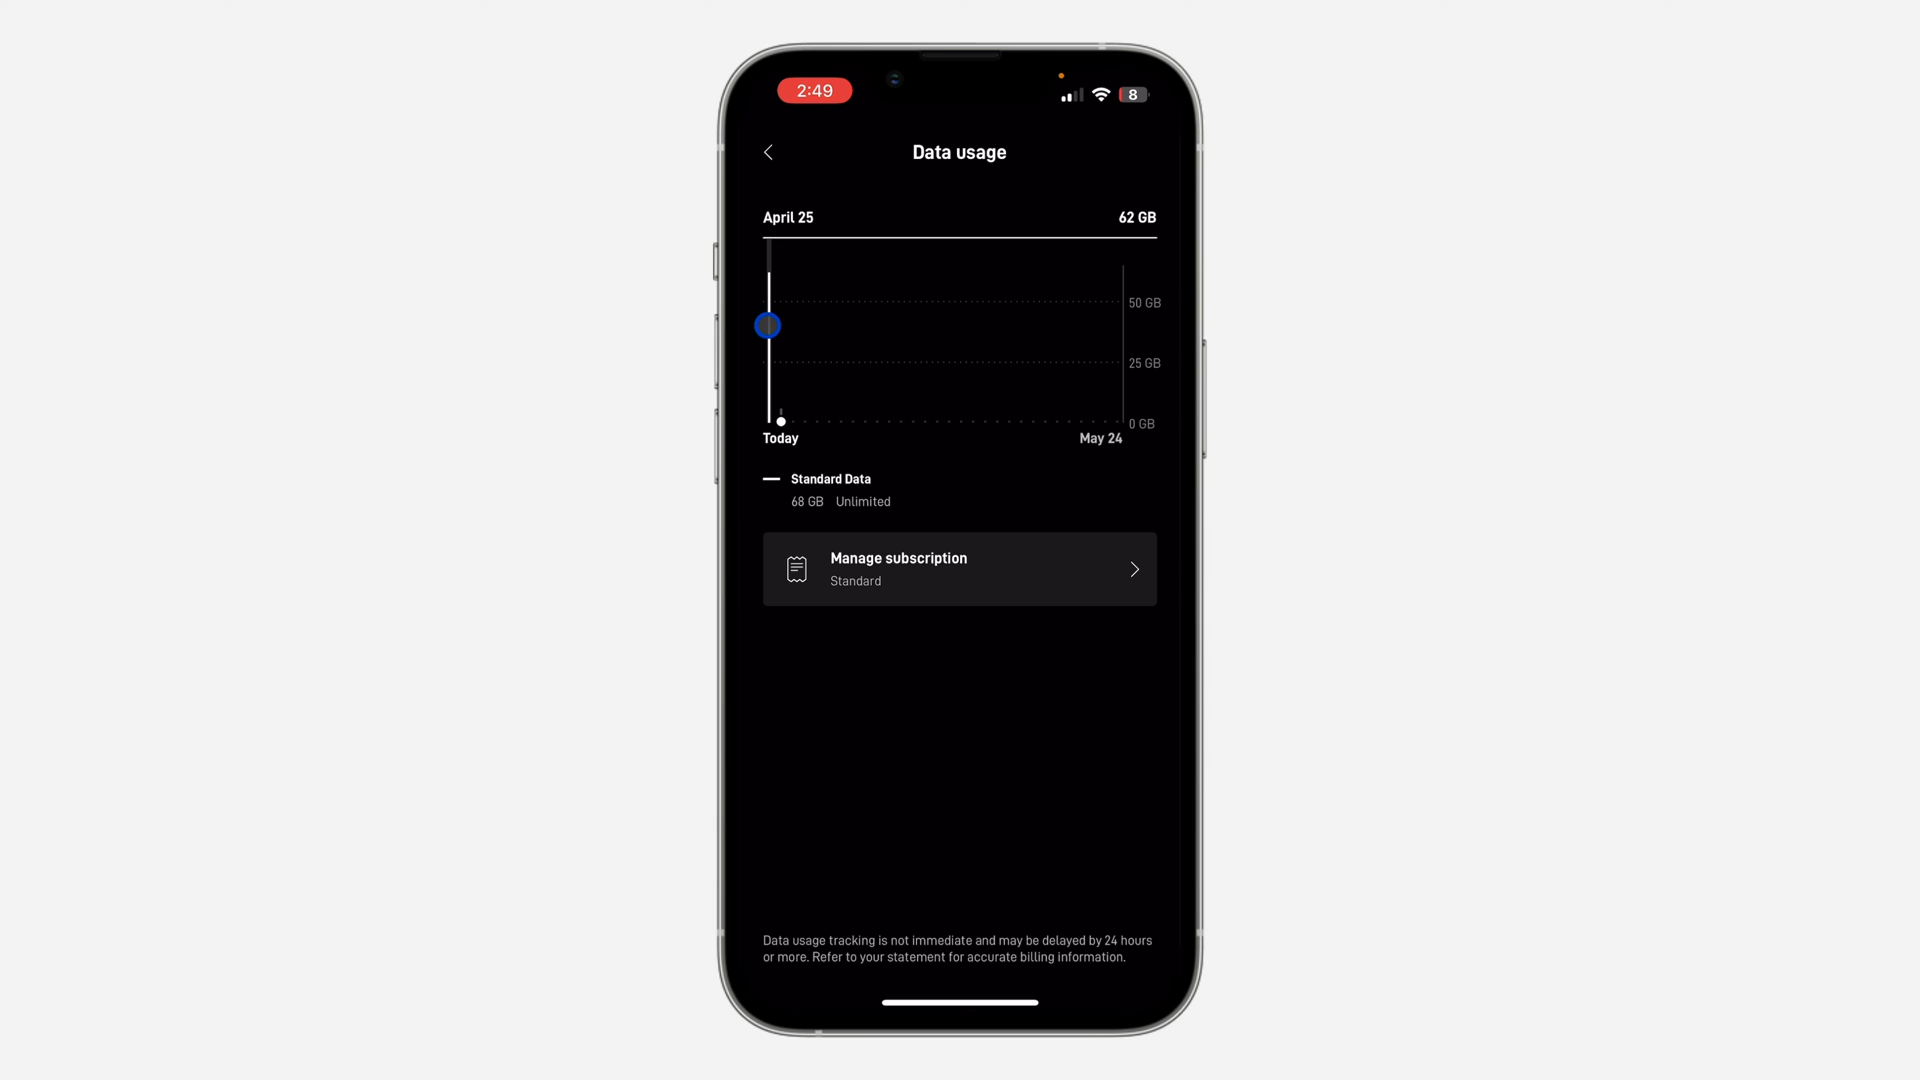 2:49
8
Data usage
April 25 62 GB
50 GB
25 GB
0 GB
Today May 24
Standard Data
68 GB Unlimited
Manage subscription
Standard
Data usage tracking is not immediate and may be delayed by 24 hours
or more. Refer to your statement for accurate billing information.